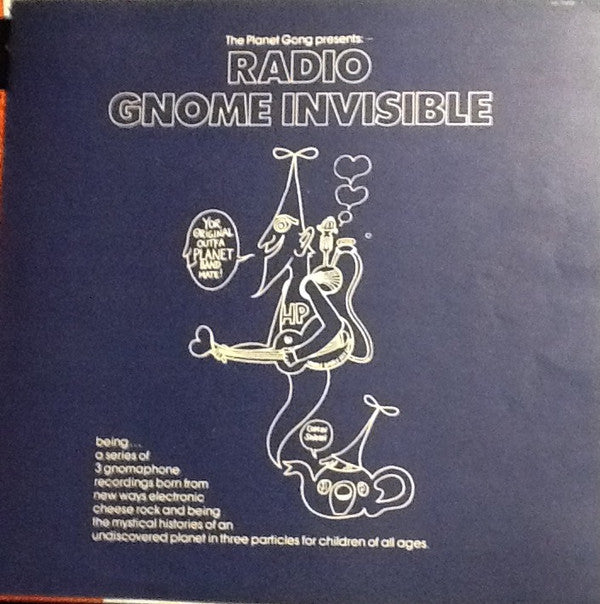 The Planet Gong presents:-
RADIO
GNOME INVISIBLE
YOR
ORIGINAL
OUTTA
PLANET
BAND
MATE!
HP
being...
a series of
3 gnomaphone
recordings born from
new ways electronic
cheese rock and being
the mystical histories of an
undiscovered planet in three particles for children of all ages.